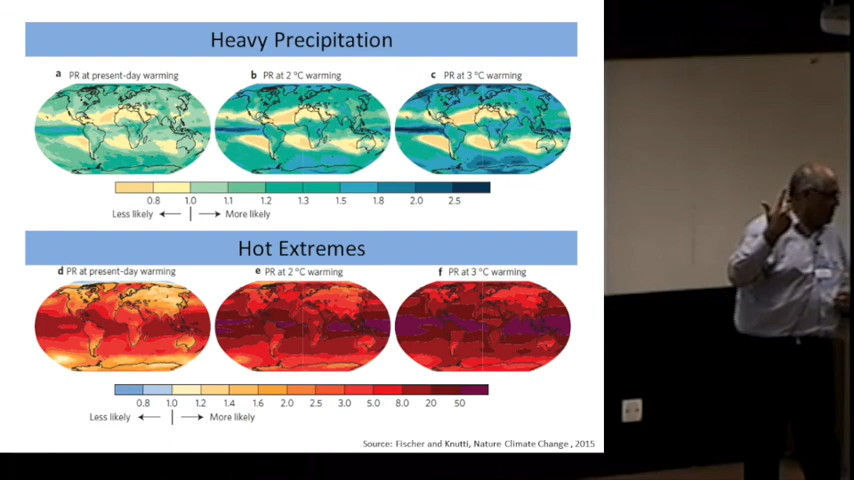 Heavy Precipitation
a PR at present-day warming b PR at 2 °C warming c PR at 3 °C warming
0.8 1.0 1.1 1.2 1.3 1.5 1.8 2.0 2.5
Less likely More likely
Hot Extremes
d PR at present-day warming e PR at 2 °C warming f PR at 3 °C warming
0.8 1.0 1.2 1.4 1.6 2.0 2.5 3.0 5.0 8.0 20 50
Less likely More likely
Source: Fischer and Knutti, Nature Climate Change , 2015